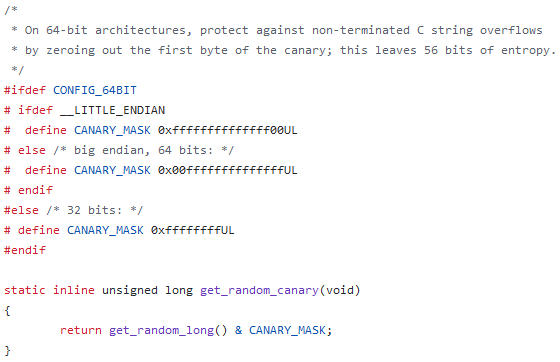 /*
 * On 64-bit architectures, protect against non-terminated C string overflows
 * by zeroing out the first byte of the canary; this leaves 56 bits of entropy.
 */
#ifdef CONFIG_64BIT
# ifdef __LITTLE_ENDIAN
#  define CANARY_MASK 0xffffffffffffff00UL
# else /* big endian, 64 bits: */
#  define CANARY_MASK 0x00ffffffffffffffUL
# endif
#else /* 32 bits: */
# define CANARY_MASK 0xffffffffUL
#endif

static inline unsigned long get_random_canary(void)
{
        return get_random_long() & CANARY_MASK;
}